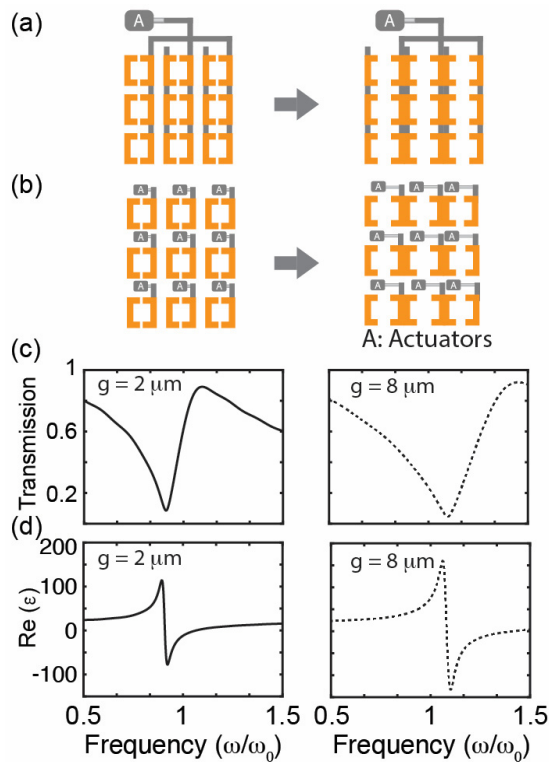 (a)
A
A
(b)
A A A
A A A
A A A
A A A
A A A
A A A
A: Actuators
(c)
1
0.6
0.2
Transmission
g = 2 μm
g = 8 μm
(d)
200
100
0
-100
Re (ε)
g = 2 μm
g = 8 μm
0.5 1 1.5
0.5 1 1.5
Frequency (ω/ω₀)
Frequency (ω/ω₀)